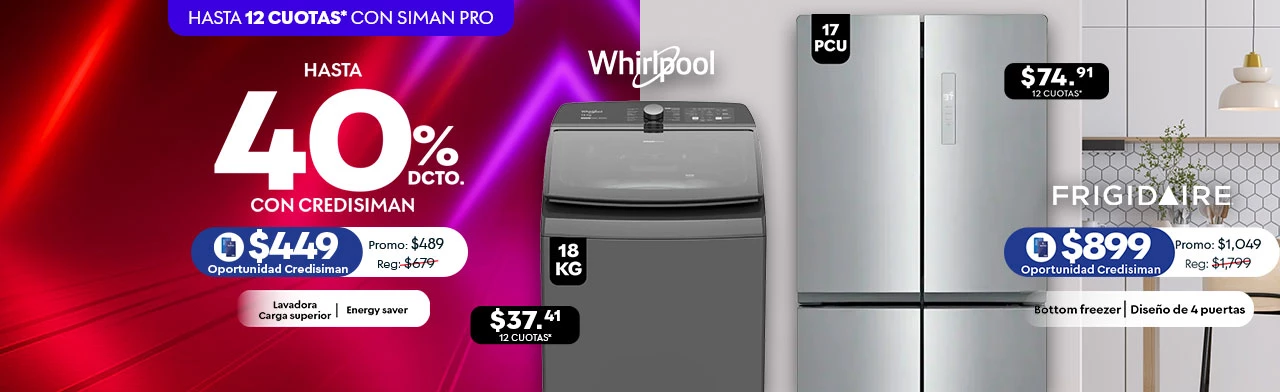 HASTA 12 CUOTAS* CON SIMAN PRO
HASTA
40%
DCTO.
CON CREDISIMAN
$449
Oportunidad Credisiman
Promo: $489
Reg: $679
Lavadora
Carga superior
Energy saver
Whirlpool
18
KG
$37.41
12 CUOTAS*
17
PCU
$74.91
12 CUOTAS*
FRIGIDAIRE
$899
Oportunidad Credisiman
Promo: $1,049
Reg: $1,799
Bottom freezer
Diseño de 4 puertas